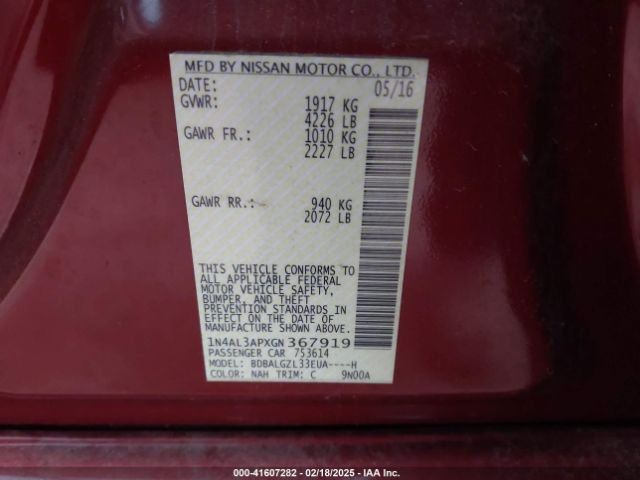 MFD BY NISSAN MOTOR CO., LTD.
DATE: 05/16
GVWR: 1917 KG
4226 LB
GAWR FR.: 1010 KG
2227 LB
GAWR RR.: 940 KG
2072 LB
THIS VEHICLE CONFORMS TO
ALL APPLICABLE FEDERAL
MOTOR VEHICLE SAFETY,
BUMPER, AND THEFT
PREVENTION STANDARDS IN
EFFECT ON THE DATE OF
MANUFACTURE SHOWN ABOVE.
1N4AL3APXGN367919
PASSENGER CAR 753614
MODEL: BDBALGZL33EUA----H
COLOR: NAH TRIM: C 9N00A
000-41607282 - 02/18/2025 - IAA Inc.